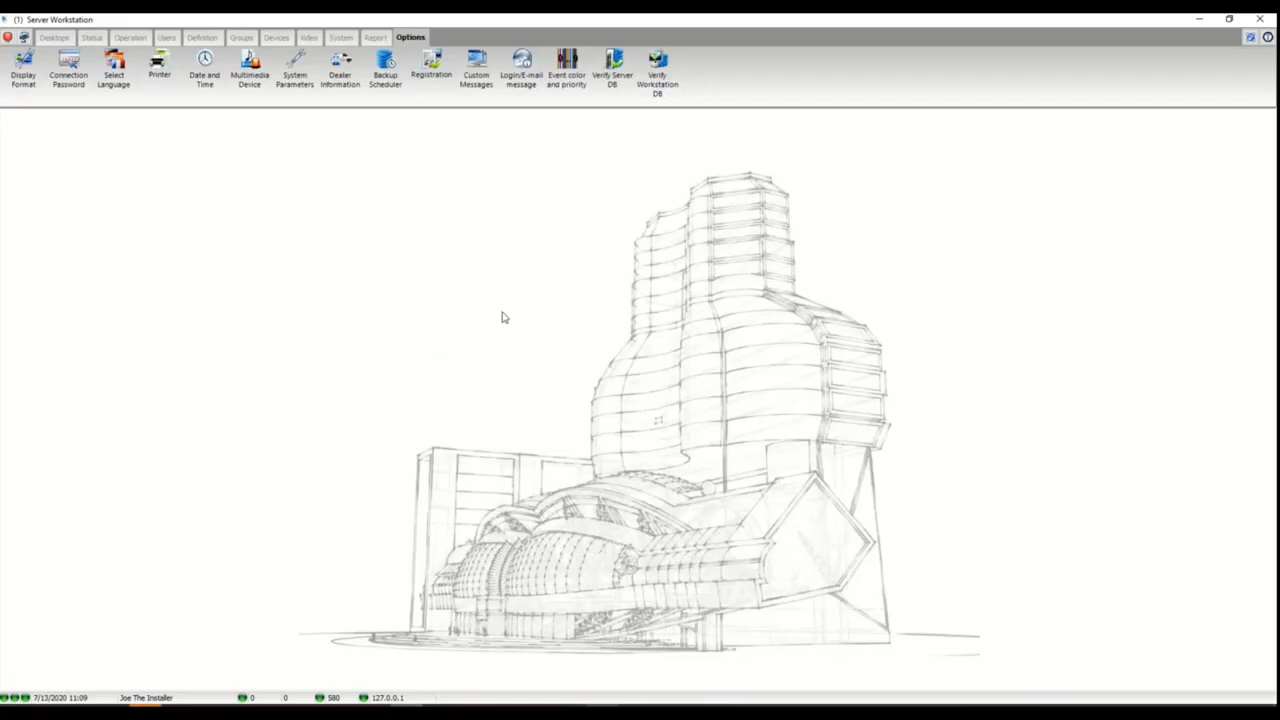 (1) Server Workstation
Desktops Status Operation Users Definition Groups Devices Video System Report Options
Display Format
Connection Password
Select Language
Printer
Date and Time
Multimedia Device
System Parameters
Dealer Information
Backup Scheduler
Registration
Custom Messages
Login/E-mail message
Event color and priority
Verify Server DB
Verify Workstation DB
7/13/2020 11:09 Joe The Installer 0 0 580 127.0.0.1